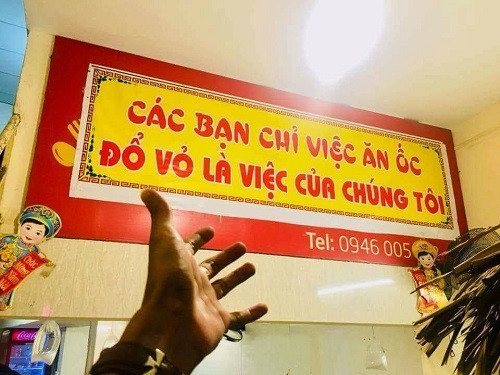 CÁC BẠN CHỈ VIỆC ĂN ỐC
ĐỔ VỎ LÀ VIỆC CỦA CHÚNG TÔI
Tel: 0946 005